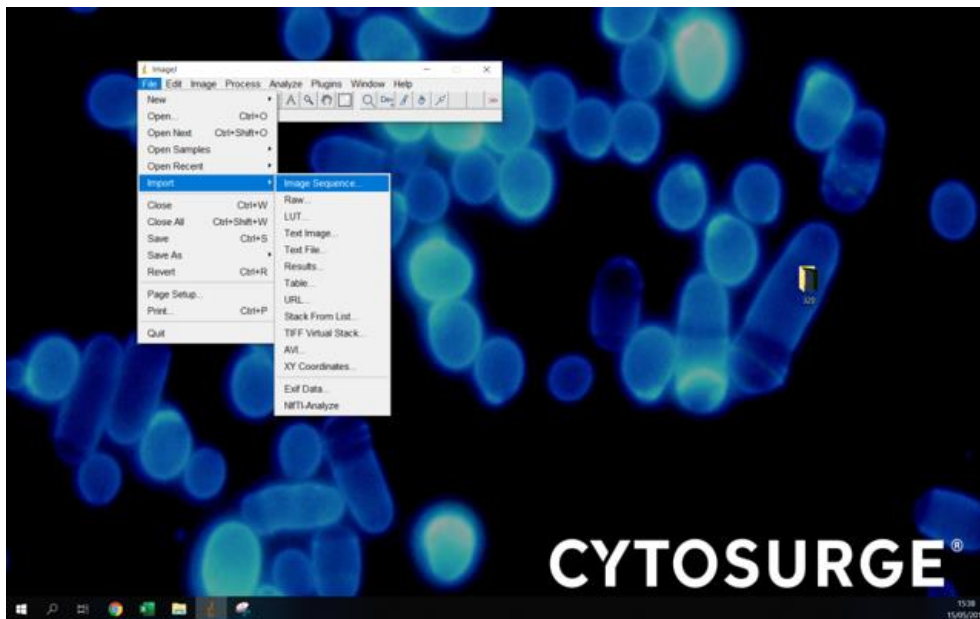 ImageJ
File Edit Image Process Analyze Plugins Window Help
New
Open... Ctrl+O
Open Next Ctrl+Shift+O
Open Samples
Open Recent
Import
Close Ctrl+W
Close All Ctrl+Shift+W
Save Ctrl+S
Save As
Revert Ctrl+R
Page Setup...
Print... Ctrl+P
Quit
Image Sequence...
Raw...
LUT...
Text Image...
Text File...
Results...
Table...
URL...
Stack From List...
TIFF Virtual Stack...
AVI...
XY Coordinates...
Exif Data...
NIfTI-Analyze
A Dev >>
320
CYTOSURGE®
15:38